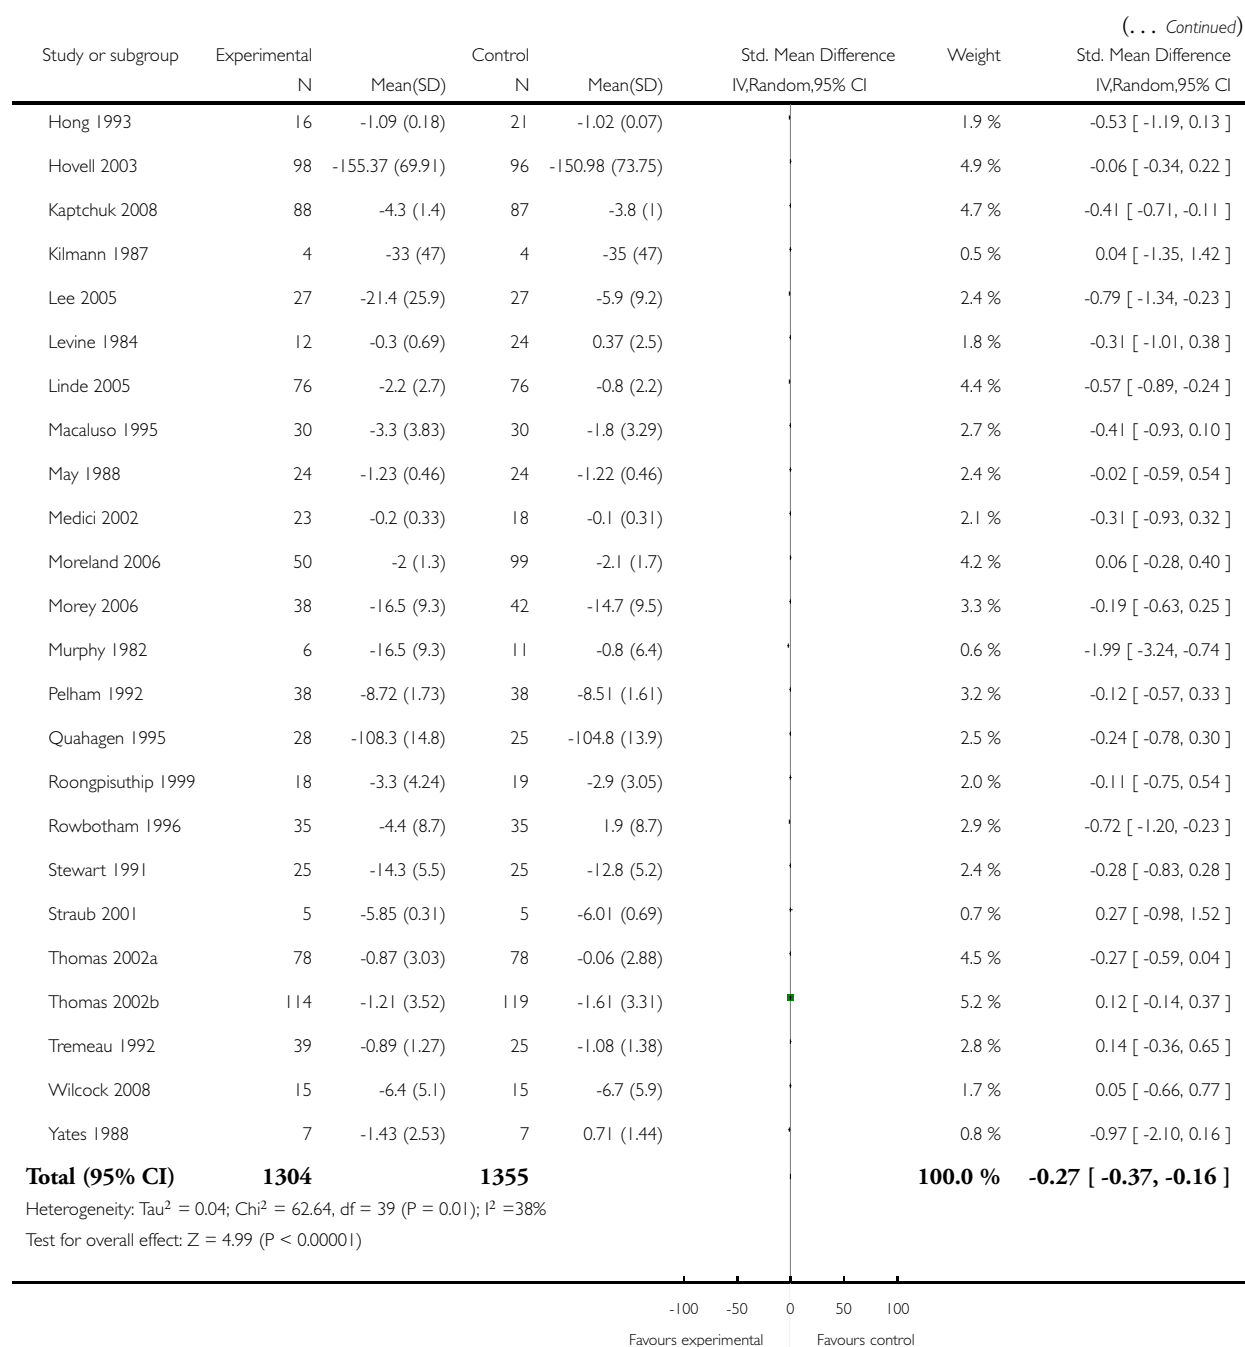 (... Continued)
Study or subgroup Experimental Control Std. Mean Difference Weight Std. Mean Difference
N Mean(SD) N Mean(SD) IV,Random,95% CI IV,Random,95% CI
Hong 1993 16 -1.09 (0.18) 21 -1.02 (0.07) 1.9 % -0.53 [ -1.19, 0.13 ]
Hovell 2003 98 -155.37 (69.91) 96 -150.98 (73.75) 4.9 % -0.06 [ -0.34, 0.22 ]
Kaptchuk 2008 88 -4.3 (1.4) 87 -3.8 (1) 4.7 % -0.41 [ -0.71, -0.11 ]
Kilmann 1987 4 -33 (47) 4 -35 (47) 0.5 % 0.04 [ -1.35, 1.42 ]
Lee 2005 27 -21.4 (25.9) 27 -5.9 (9.2) 2.4 % -0.79 [ -1.34, -0.23 ]
Levine 1984 12 -0.3 (0.69) 24 0.37 (2.5) 1.8 % -0.31 [ -1.01, 0.38 ]
Linde 2005 76 -2.2 (2.7) 76 -0.8 (2.2) 4.4 % -0.57 [ -0.89, -0.24 ]
Macaluso 1995 30 -3.3 (3.83) 30 -1.8 (3.29) 2.7 % -0.41 [ -0.93, 0.10 ]
May 1988 24 -1.23 (0.46) 24 -1.22 (0.46) 2.4 % -0.02 [ -0.59, 0.54 ]
Medici 2002 23 -0.2 (0.33) 18 -0.1 (0.31) 2.1 % -0.31 [ -0.93, 0.32 ]
Moreland 2006 50 -2 (1.3) 99 -2.1 (1.7) 4.2 % 0.06 [ -0.28, 0.40 ]
Morey 2006 38 -16.5 (9.3) 42 -14.7 (9.5) 3.3 % -0.19 [ -0.63, 0.25 ]
Murphy 1982 6 -16.5 (9.3) 11 -0.8 (6.4) 0.6 % -1.99 [ -3.24, -0.74 ]
Pelham 1992 38 -8.72 (1.73) 38 -8.51 (1.61) 3.2 % -0.12 [ -0.57, 0.33 ]
Quahagen 1995 28 -108.3 (14.8) 25 -104.8 (13.9) 2.5 % -0.24 [ -0.78, 0.30 ]
Roongpisuthip 1999 18 -3.3 (4.24) 19 -2.9 (3.05) 2.0 % -0.11 [ -0.75, 0.54 ]
Rowbotham 1996 35 -4.4 (8.7) 35 1.9 (8.7) 2.9 % -0.72 [ -1.20, -0.23 ]
Stewart 1991 25 -14.3 (5.5) 25 -12.8 (5.2) 2.4 % -0.28 [ -0.83, 0.28 ]
Straub 2001 5 -5.85 (0.31) 5 -6.01 (0.69) 0.7 % 0.27 [ -0.98, 1.52 ]
Thomas 2002a 78 -0.87 (3.03) 78 -0.06 (2.88) 4.5 % -0.27 [ -0.59, 0.04 ]
Thomas 2002b 114 -1.21 (3.52) 119 -1.61 (3.31) 5.2 % 0.12 [ -0.14, 0.37 ]
Tremeau 1992 39 -0.89 (1.27) 25 -1.08 (1.38) 2.8 % 0.14 [ -0.36, 0.65 ]
Wilcock 2008 15 -6.4 (5.1) 15 -6.7 (5.9) 1.7 % 0.05 [ -0.66, 0.77 ]
Yates 1988 7 -1.43 (2.53) 7 0.71 (1.44) 0.8 % -0.97 [ -2.10, 0.16 ]
Total (95% CI) 1304 1355 100.0 % -0.27 [ -0.37, -0.16 ]
Heterogeneity: Tau² = 0.04; Chi² = 62.64, df = 39 (P = 0.01); I² =38%
Test for overall effect: Z = 4.99 (P < 0.00001)
-100 -50 0 50 100
Favours experimental Favours control